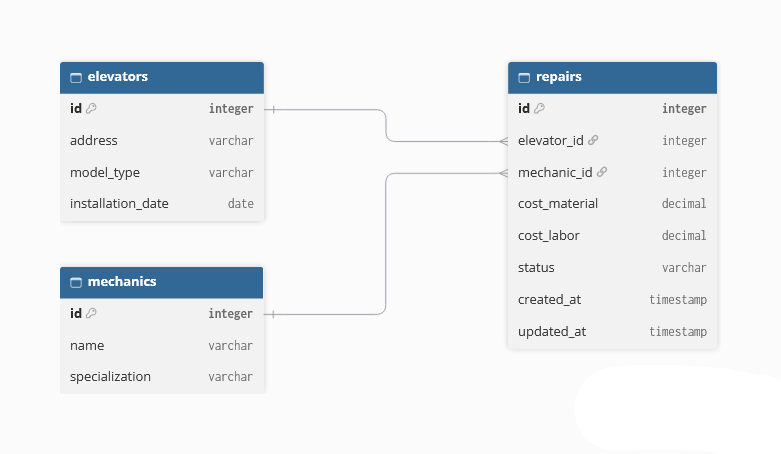 elevators
id integer
address varchar
model_type varchar
installation_date date
mechanics
id integer
name varchar
specialization varchar
repairs
id integer
elevator_id integer
mechanic_id integer
cost_material decimal
cost_labor decimal
status varchar
created_at timestamp
updated_at timestamp